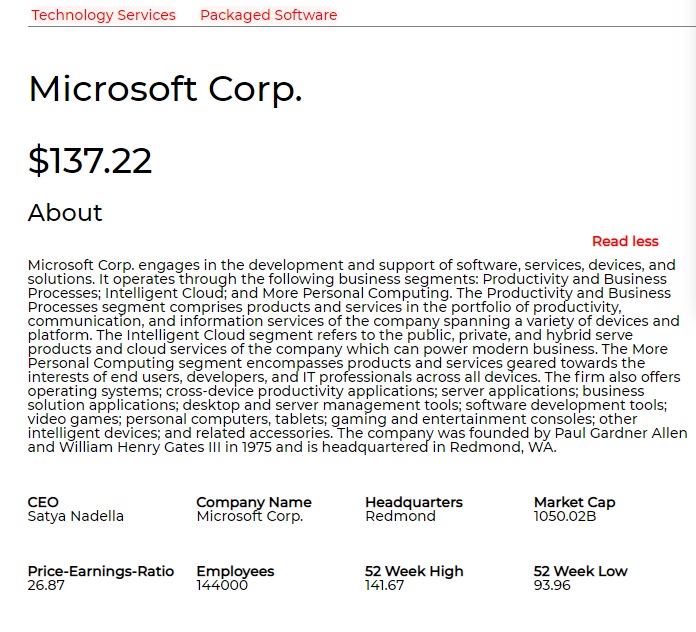 Technology Services Packaged Software
Microsoft Corp.
$137.22
About
Read less
Microsoft Corp. engages in the development and support of software, services, devices, and
solutions. It operates through the following business segments: Productivity and Business
Processes; Intelligent Cloud; and More Personal Computing. The Productivity and Business
Processes segment comprises products and services in the portfolio of productivity,
communication, and information services of the company spanning a variety of devices and
platform. The Intelligent Cloud segment refers to the public, private, and hybrid serve
products and cloud services of the company which can power modern business. The More
Personal Computing segment encompasses products and services geared towards the
interests of end users, developers, and IT professionals across all devices. The firm also offers
operating systems; cross-device productivity applications; server applications; business
solution applications; desktop and server management tools; software development tools;
video games; personal computers, tablets; gaming and entertainment consoles; other
intelligent devices; and related accessories. The company was founded by Paul Gardner Allen
and William Henry Gates III in 1975 and is headquartered in Redmond, WA.
CEO Company Name Headquarters Market Cap
Satya Nadella Microsoft Corp. Redmond 1050.02B
Price-Earnings-Ratio Employees 52 Week High 52 Week Low
26.87 144000 141.67 93.96